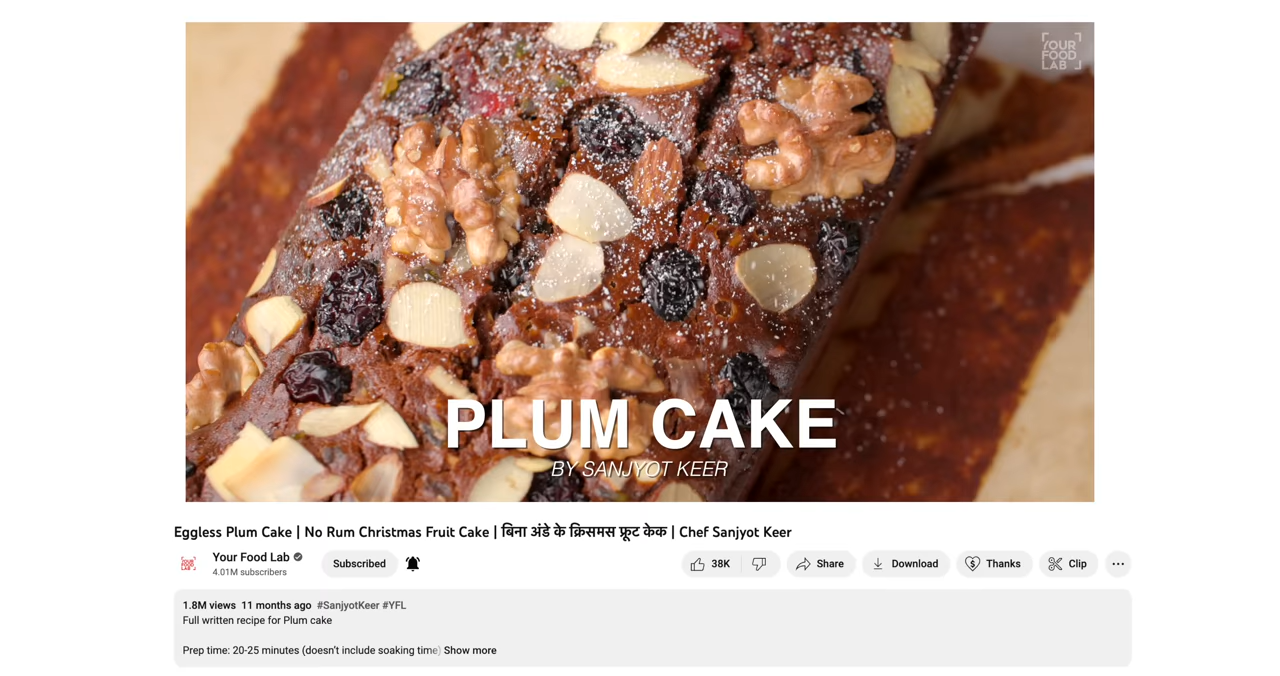 YOUR
FOOD
LAB
PLUM CAKE
BY SANJYOT KEER
Eggless Plum Cake | No Rum Christmas Fruit Cake | बिना अंडे के क्रिसमस फ्रूट केक | Chef Sanjyot Keer
YOUR
FOOD
LAB
Your Food Lab
4.01M subscribers
Subscribed
38K
Share
Download
Thanks
Clip
1.8M views 11 months ago #SanjyotKeer #YFL
Full written recipe for Plum cake
Prep time: 20-25 minutes (doesn't include soaking time) Show more